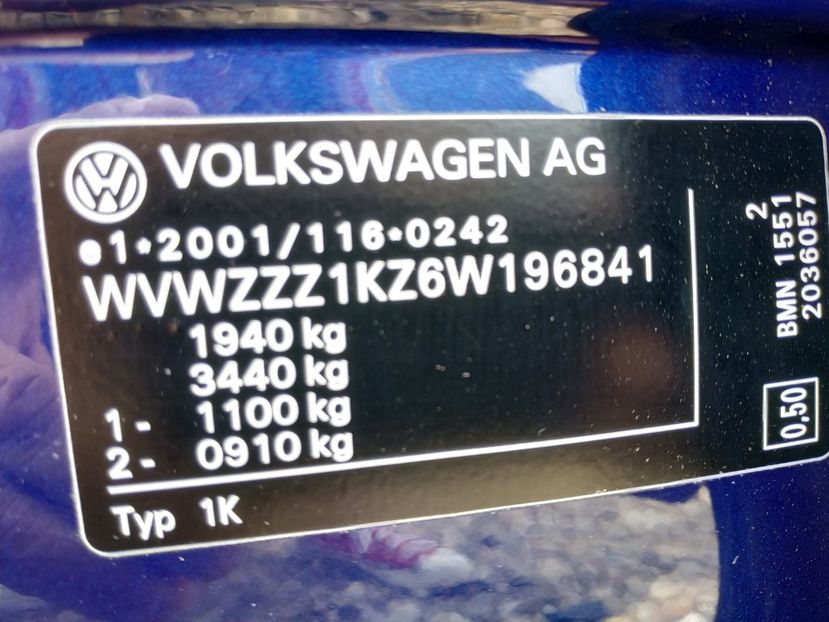 VOLKSWAGEN AG
e1*2001/116*0242
WVWZZZ1KZ6W196841
1940 kg
3440 kg
1- 1100 kg
2- 0910 kg
Typ 1K
2
BMN 1551
2036057
0,50